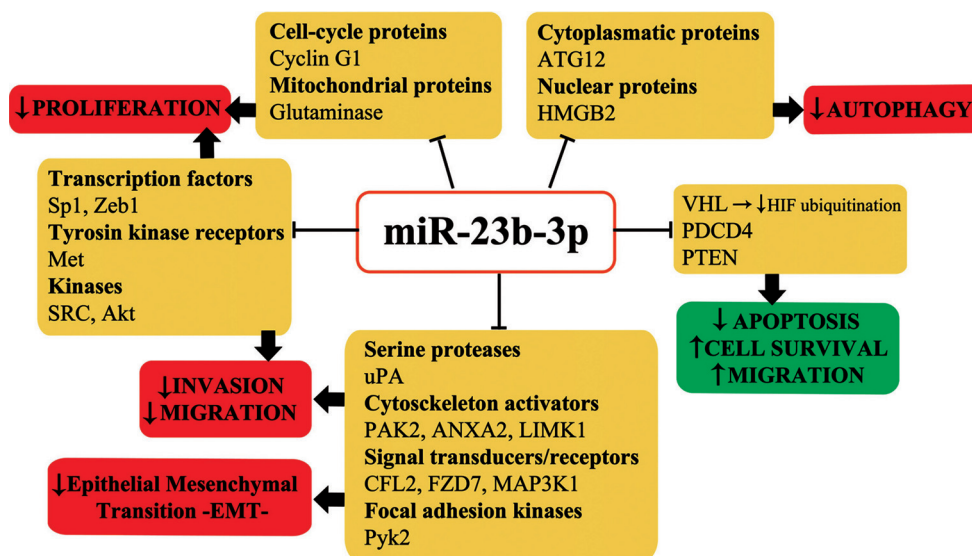 Cell-cycle proteins
Cyclin G1
Mitochondrial proteins
Glutaminase
Cytoplasmatic proteins
ATG12
Nuclear proteins
HMGB2
↓PROLIFERATION
↓ AUTOPHAGY
Transcription factors
Sp1, Zeb1
Tyrosin kinase receptors
Met
Kinases
SRC, Akt
miR-23b-3p
VHL → ↓HIF ubiquitination
PDCD4
PTEN
↓ APOPTOSIS
↑CELL SURVIVAL
↑MIGRATION
↓INVASION
↓MIGRATION
Serine proteases
uPA
Cytosckeleton activators
PAK2, ANXA2, LIMK1
Signal transducers/receptors
CFL2, FZD7, MAP3K1
Focal adhesion kinases
Pyk2
↓Epithelial Mesenchymal
Transition -EMT-